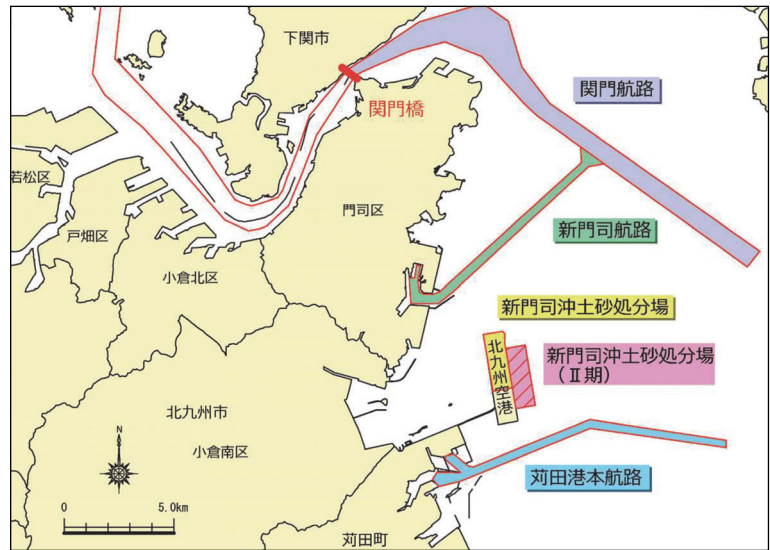 下関市
関門航路
関門橋
若松区
門司区
戸畑区
新門司航路
小倉北区
新門司沖土砂処分場
北九州空港
新門司沖土砂処分場
（Ⅱ期）
北九州市
小倉南区
N
苅田港本航路
0 5.0km
苅田町